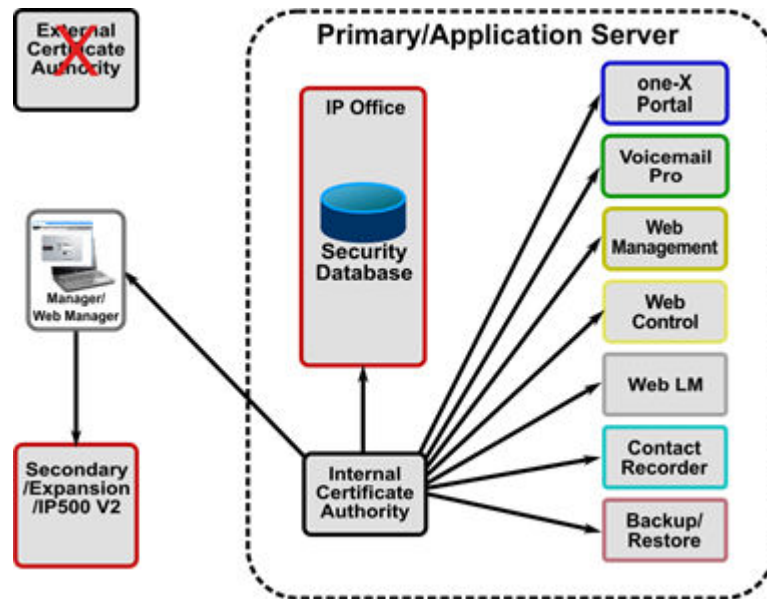 External
Certificate
Authority
Primary/Application Server
IP Office
Security
Database
one-X
Portal
Voicemail
Pro
Web
Management
Web
Control
Web LM
Contact
Recorder
Backup/
Restore
Manager/
Web Manager
Secondary
/Expansion
/IP500 V2
Internal
Certificate
Authority